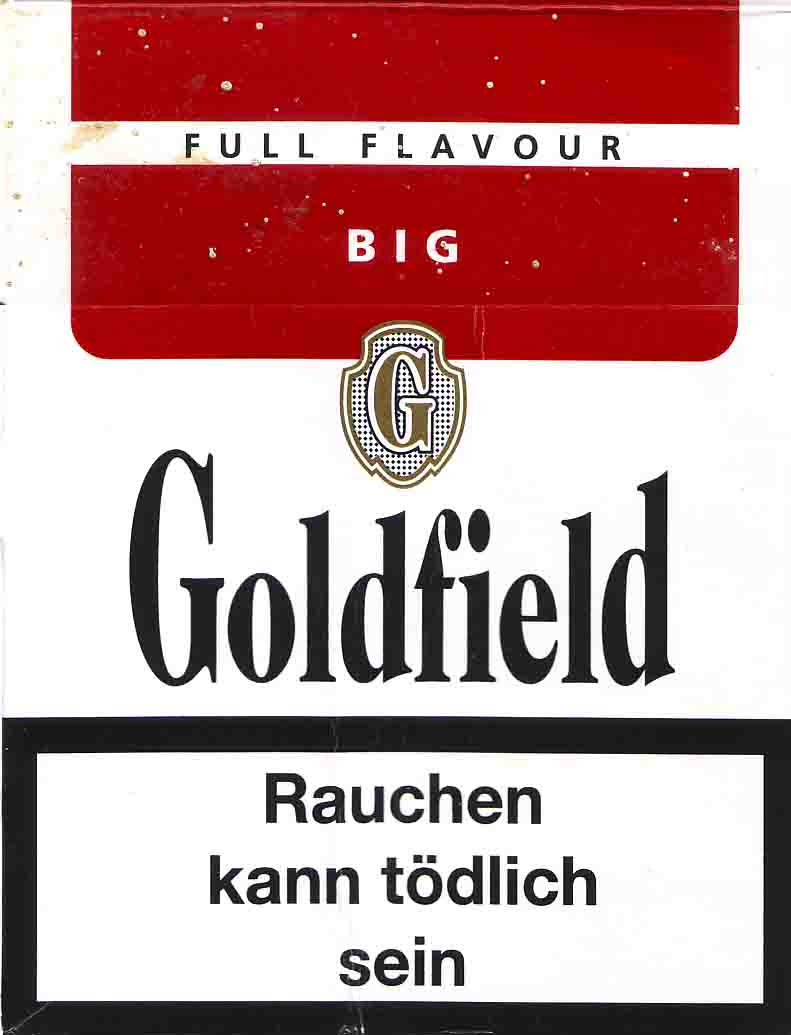 FULL FLAVOUR
BIG
G
Goldfield
Rauchen
kann tödlich
sein